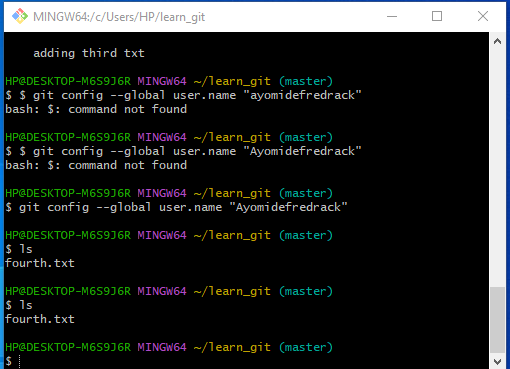 MINGW64:/c/Users/HP/learn_git
adding third txt
HP@DESKTOP-M6S9J6R MINGW64 ~/learn_git (master)
$ $ git config --global user.name "ayomidefredrack"
bash: $: command not found
HP@DESKTOP-M6S9J6R MINGW64 ~/learn_git (master)
$ $ git config --global user.name "Ayomidefredrack"
bash: $: command not found
HP@DESKTOP-M6S9J6R MINGW64 ~/learn_git (master)
$ git config --global user.name "Ayomidefredrack"
HP@DESKTOP-M6S9J6R MINGW64 ~/learn_git (master)
$ ls
fourth.txt
HP@DESKTOP-M6S9J6R MINGW64 ~/learn_git (master)
$ ls
fourth.txt
HP@DESKTOP-M6S9J6R MINGW64 ~/learn_git (master)
$